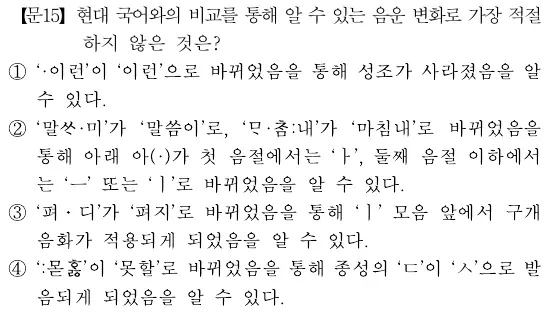 【문15】 현대 국어와의 비교를 통해 알 수 있는 음운 변화로 가장 적절
하지 않은 것은?
① ‘·이런’이 ‘이런’으로 바뀌었음을 통해 성조가 사라졌음을 알
수 있다.
② ‘말ᄊᆞ·미’가 ‘말씀이’로, ‘ᄆᆞ·ᄎᆞᆷ:내’가 ‘마침내’로 바뀌었음을
통해 아래 아(·)가 첫 음절에서는 ‘ㅏ’, 둘째 음절 이하에서
는 ‘ㅡ’ 또는 ‘ㅣ’로 바뀌었음을 알 수 있다.
③ ‘펴·디’가 ‘펴지’로 바뀌었음을 통해 ‘ㅣ’ 모음 앞에서 구개
음화가 적용되게 되었음을 알 수 있다.
④ ‘:몯홇’이 ‘못할’로 바뀌었음을 통해 종성의 ‘ㄷ’이 ‘ㅅ’으로 발
음되게 되었음을 알 수 있다.